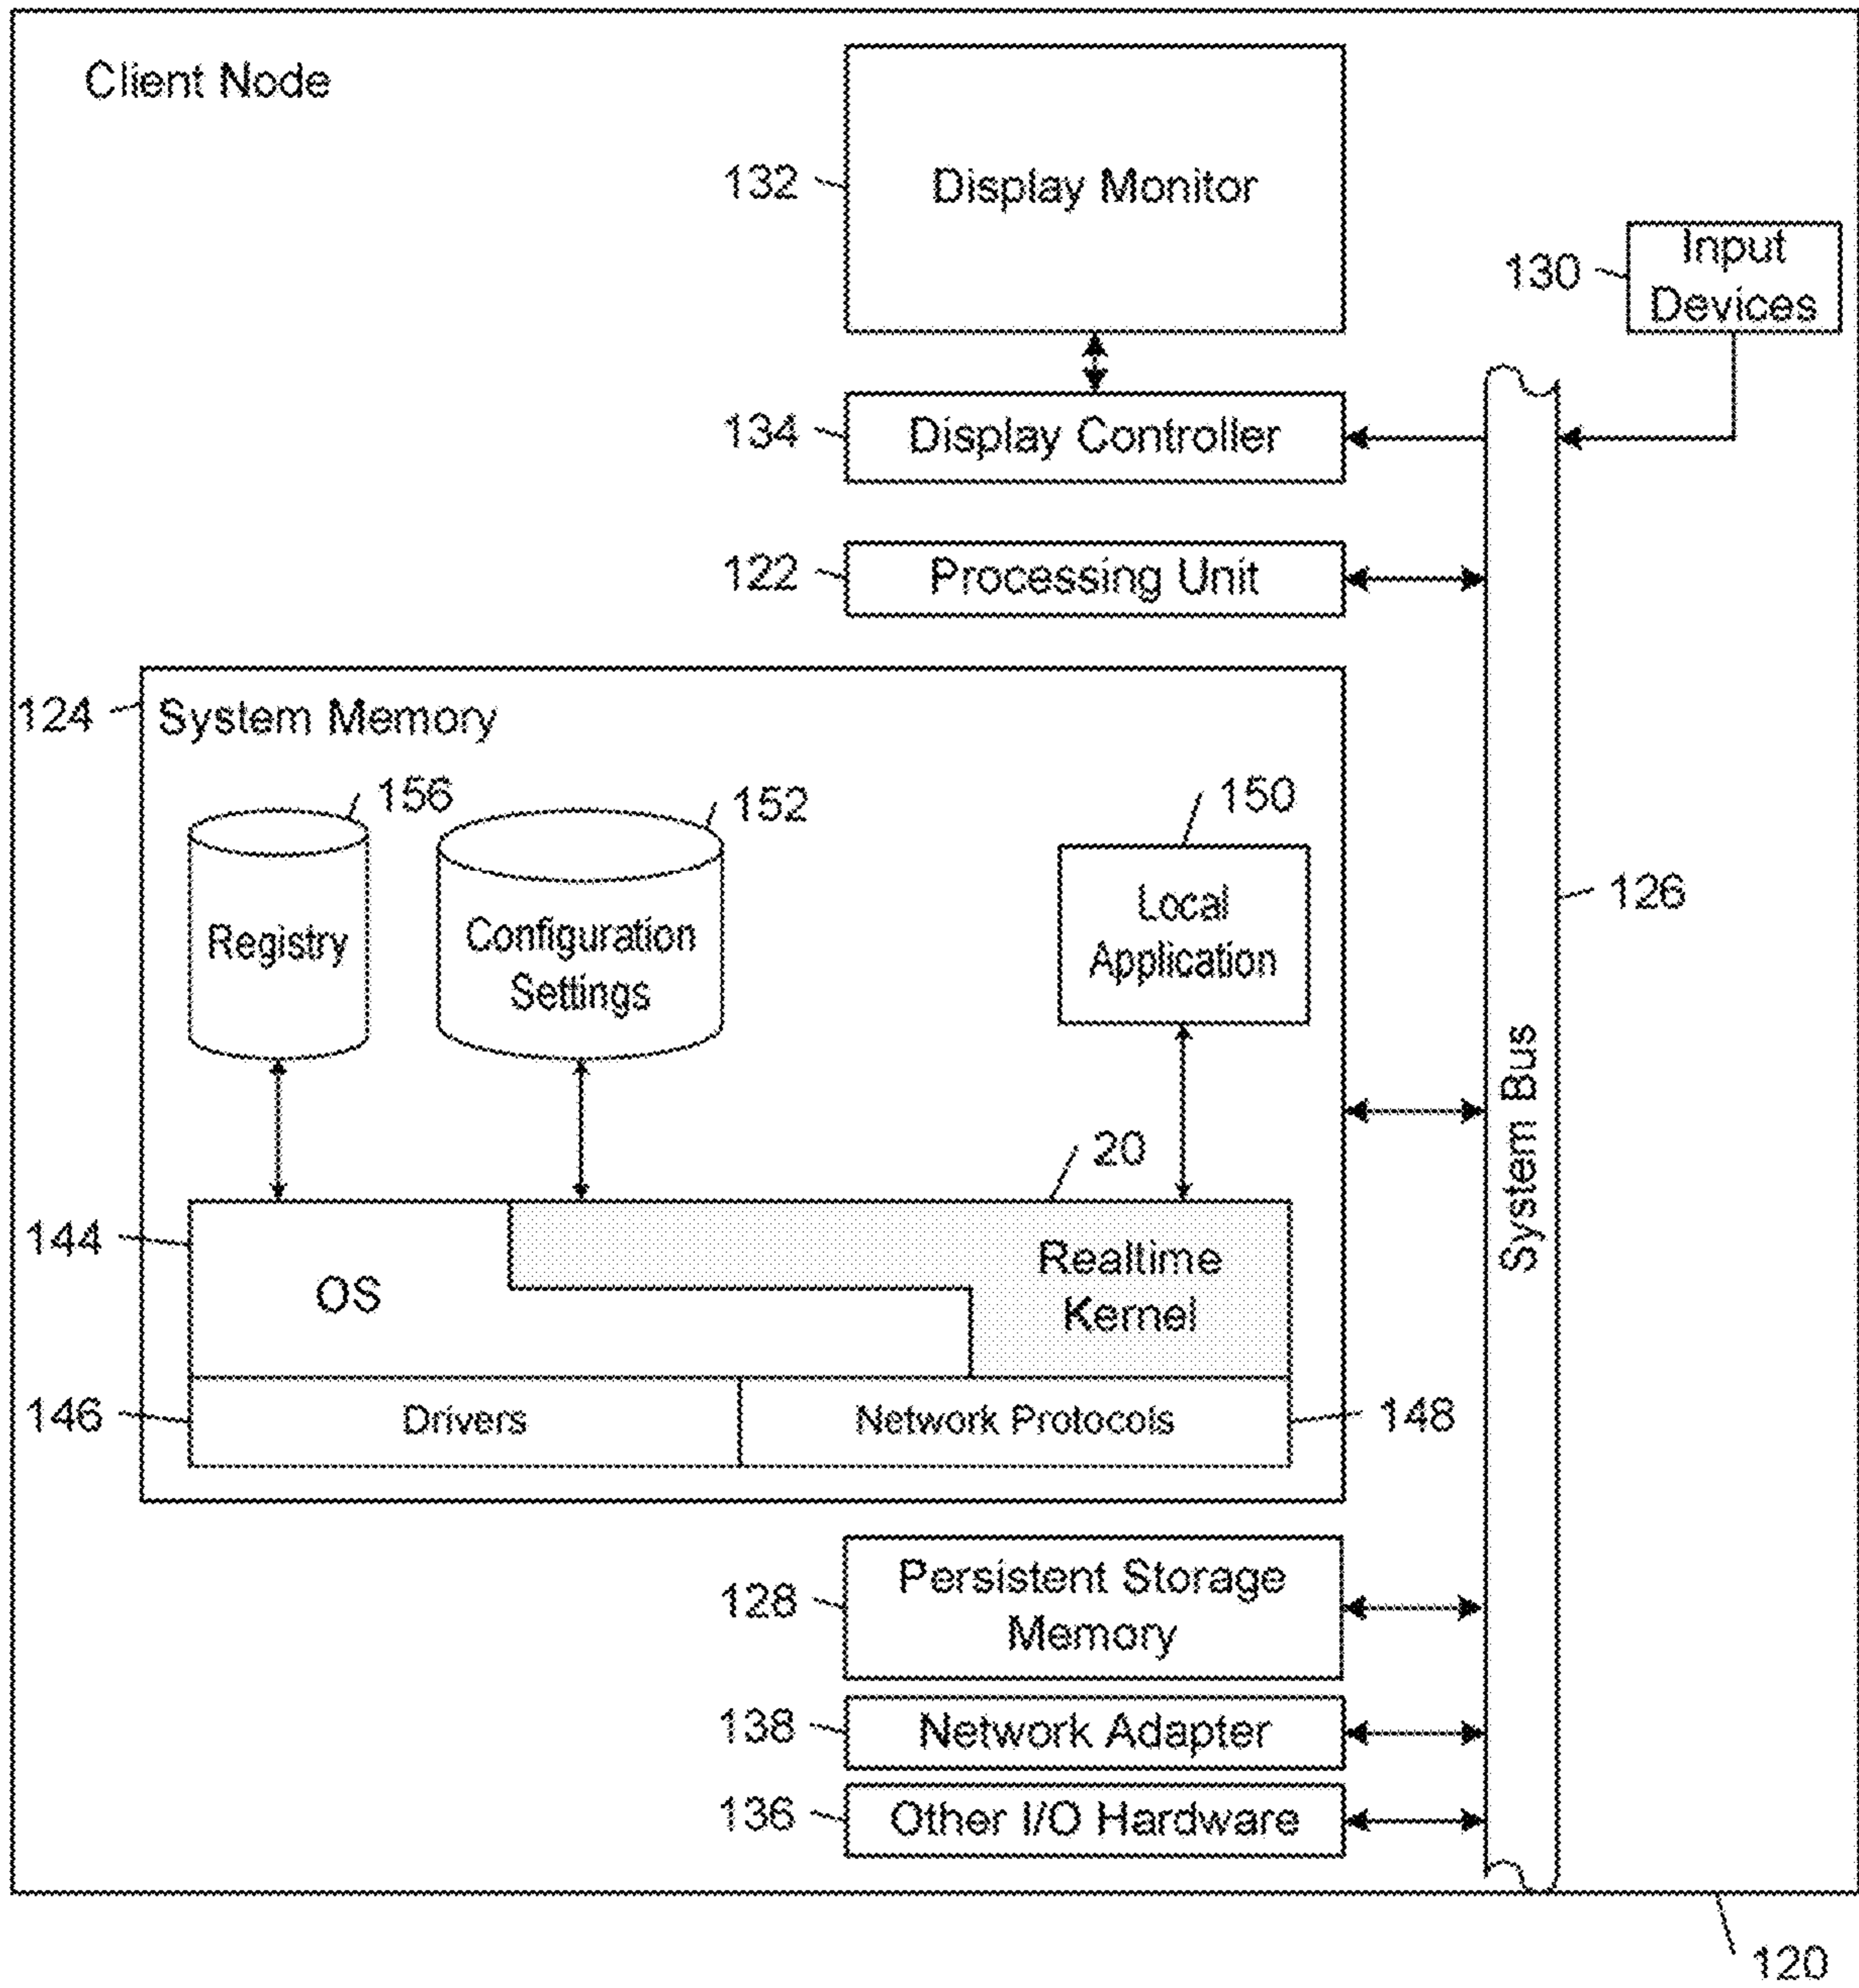 Client Node
132
Display Monitor
130
Input
Devices
134
Display Controller
122
Processing Unit
124
System Memory
156
152
150
Registry
Configuration
Settings
Local
Application
126
System Bus
20
144
OS
Realtime
Kernel
146
Drivers
Network Protocols
148
128
Persistent Storage
Memory
138
Network Adapter
136
Other I/O Hardware
120